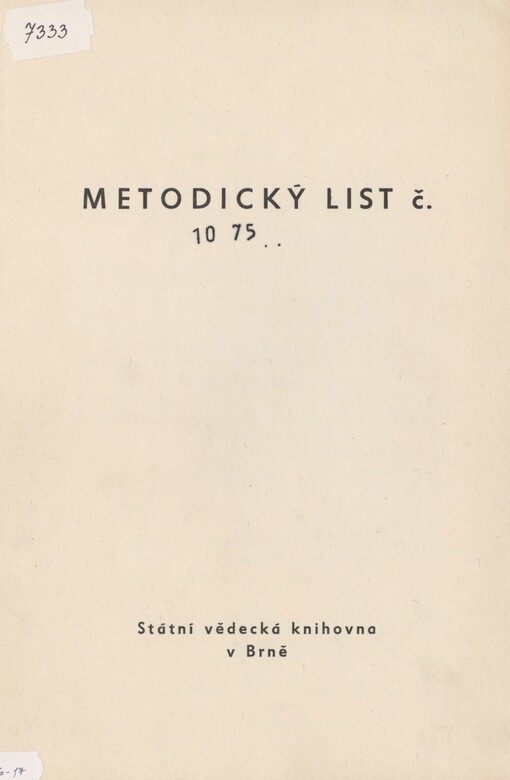 7333
METODICKÝ LIST č.
10 75 . .
Státní vědecká knihovna
v Brně